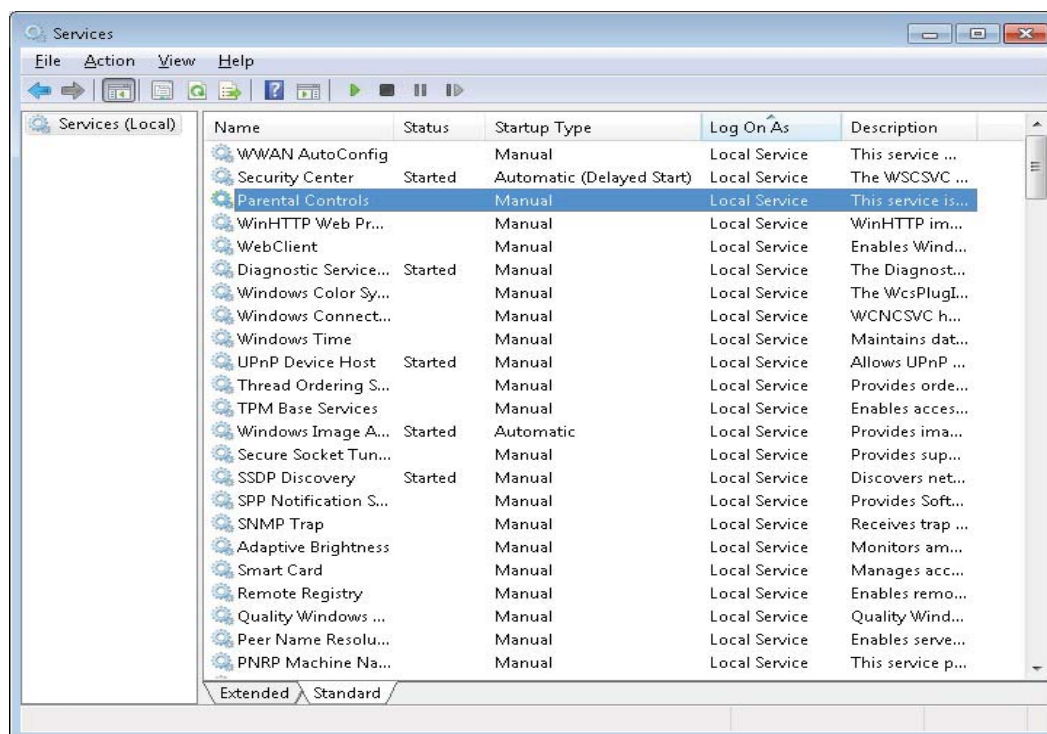 Services
File Action View Help
Services (Local)
Name Status Startup Type Log On As Description
WWAN AutoConfig Manual Local Service This service ...
Security Center Started Automatic (Delayed Start) Local Service The WSCSVC ...
Parental Controls Manual Local Service This service is...
WinHTTP Web Pr... Manual Local Service WinHTTP im...
WebClient Manual Local Service Enables Wind...
Diagnostic Service... Started Manual Local Service The Diagnost...
Windows Color Sy... Manual Local Service The WcsPlugI...
Windows Connect... Manual Local Service WCNCSVC h...
Windows Time Manual Local Service Maintains dat...
UPnP Device Host Started Manual Local Service Allows UPnP ...
Thread Ordering S... Manual Local Service Provides orde...
TPM Base Services Manual Local Service Enables acces...
Windows Image A... Started Automatic Local Service Provides ima...
Secure Socket Tun... Manual Local Service Provides sup...
SSDP Discovery Started Manual Local Service Discovers net...
SPP Notification S... Manual Local Service Provides Soft...
SNMP Trap Manual Local Service Receives trap ...
Adaptive Brightness Manual Local Service Monitors am...
Smart Card Manual Local Service Manages acc...
Remote Registry Manual Local Service Enables remo...
Quality Windows ... Manual Local Service Quality Wind...
Peer Name Resolu... Manual Local Service Enables serve...
PNRP Machine Na... Manual Local Service This service p...
Extended Standard